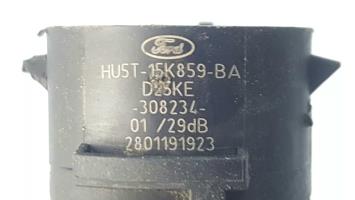 Ford
HU5T-15K859-BA
D25KE
-308234-
01 /29dB
2801191923